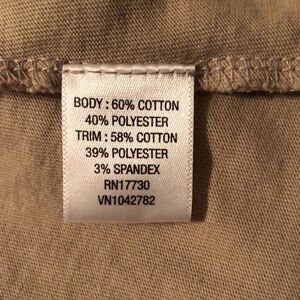 BODY : 60% COTTON
40% POLYESTER
TRIM : 58% COTTON
39% POLYESTER
3% SPANDEX
RN17730
VN1042782